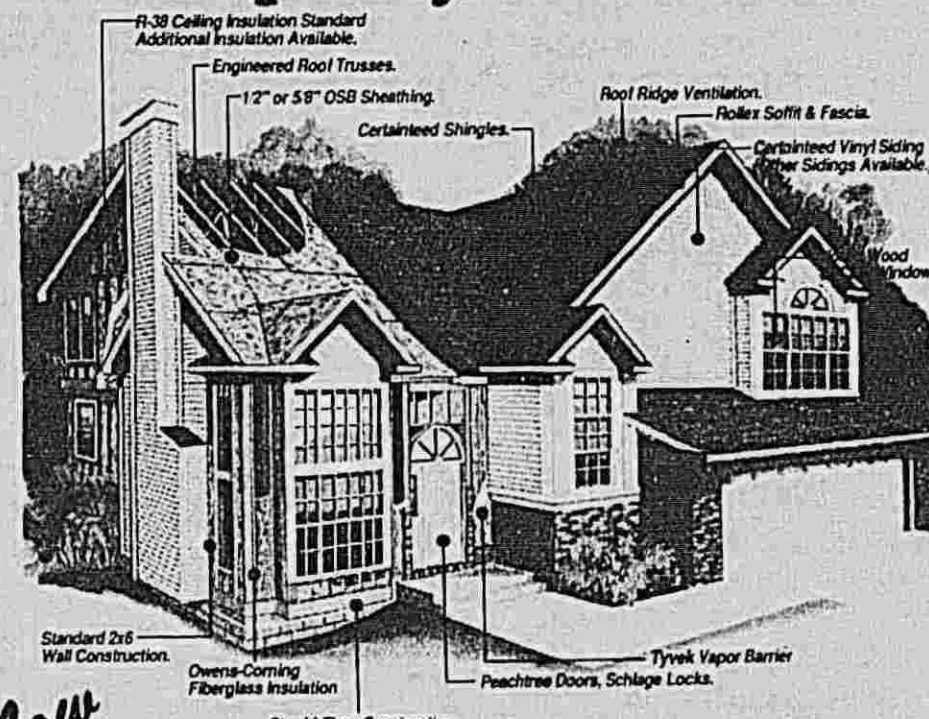 R-38 Ceiling Insulation Standard
Additional Insulation Available.
Engineered Roof Trusses.
1/2" or 5/8" OSB Sheathing.
Certainteed Shingles.
Roof Ridge Ventilation.
Rollex Soffit & Fascia.
Certainteed Vinyl Siding
Other Sidings Available.
Wood
Window
Standard 2x6
Wall Construction.
Owens-Corning
Fiberglass Insulation
Tyvek Vapor Barrier
Peachtree Doors, Schlage Locks.